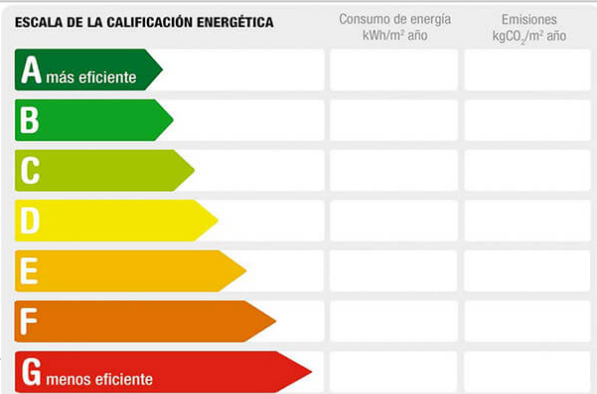 ESCALA DE LA CALIFICACIÓN ENERGÉTICA
Consumo de energía
kWh/m² año
Emisiones
kgCO₂/m² año
A más eficiente
B
C
D
E
F
G menos eficiente